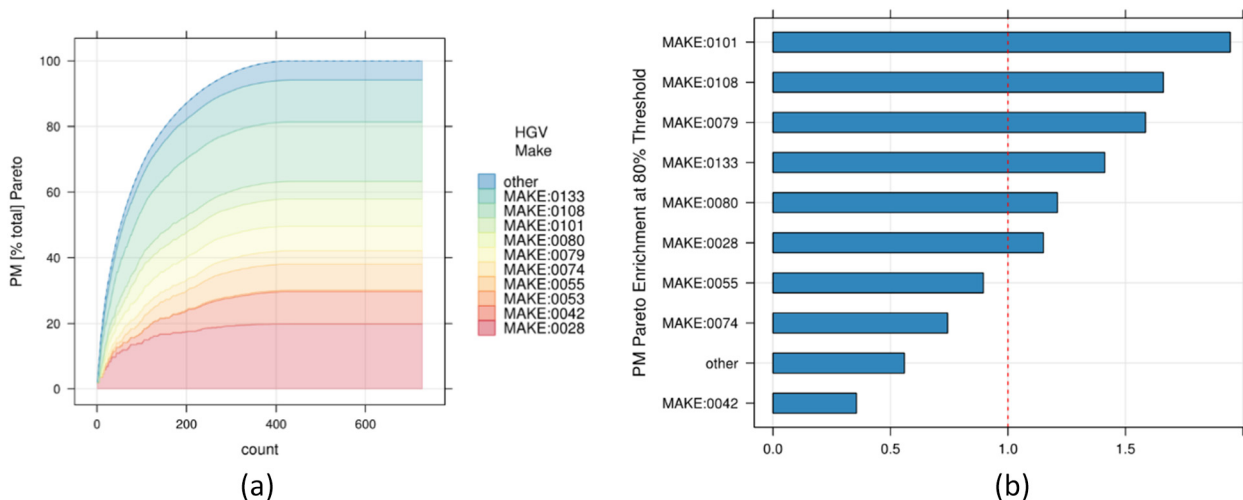 100
80
60
40
20
0
PM [% total] Pareto
0
200
400
600
count
HGV
Make
other
MAKE:0133
MAKE:0108
MAKE:0101
MAKE:0080
MAKE:0079
MAKE:0074
MAKE:0055
MAKE:0053
MAKE:0042
MAKE:0028
(a)
PM Pareto Enrichment at 80% Threshold
MAKE:0101
MAKE:0108
MAKE:0079
MAKE:0133
MAKE:0080
MAKE:0028
MAKE:0055
MAKE:0074
other
MAKE:0042
0.0
0.5
1.0
1.5
(b)